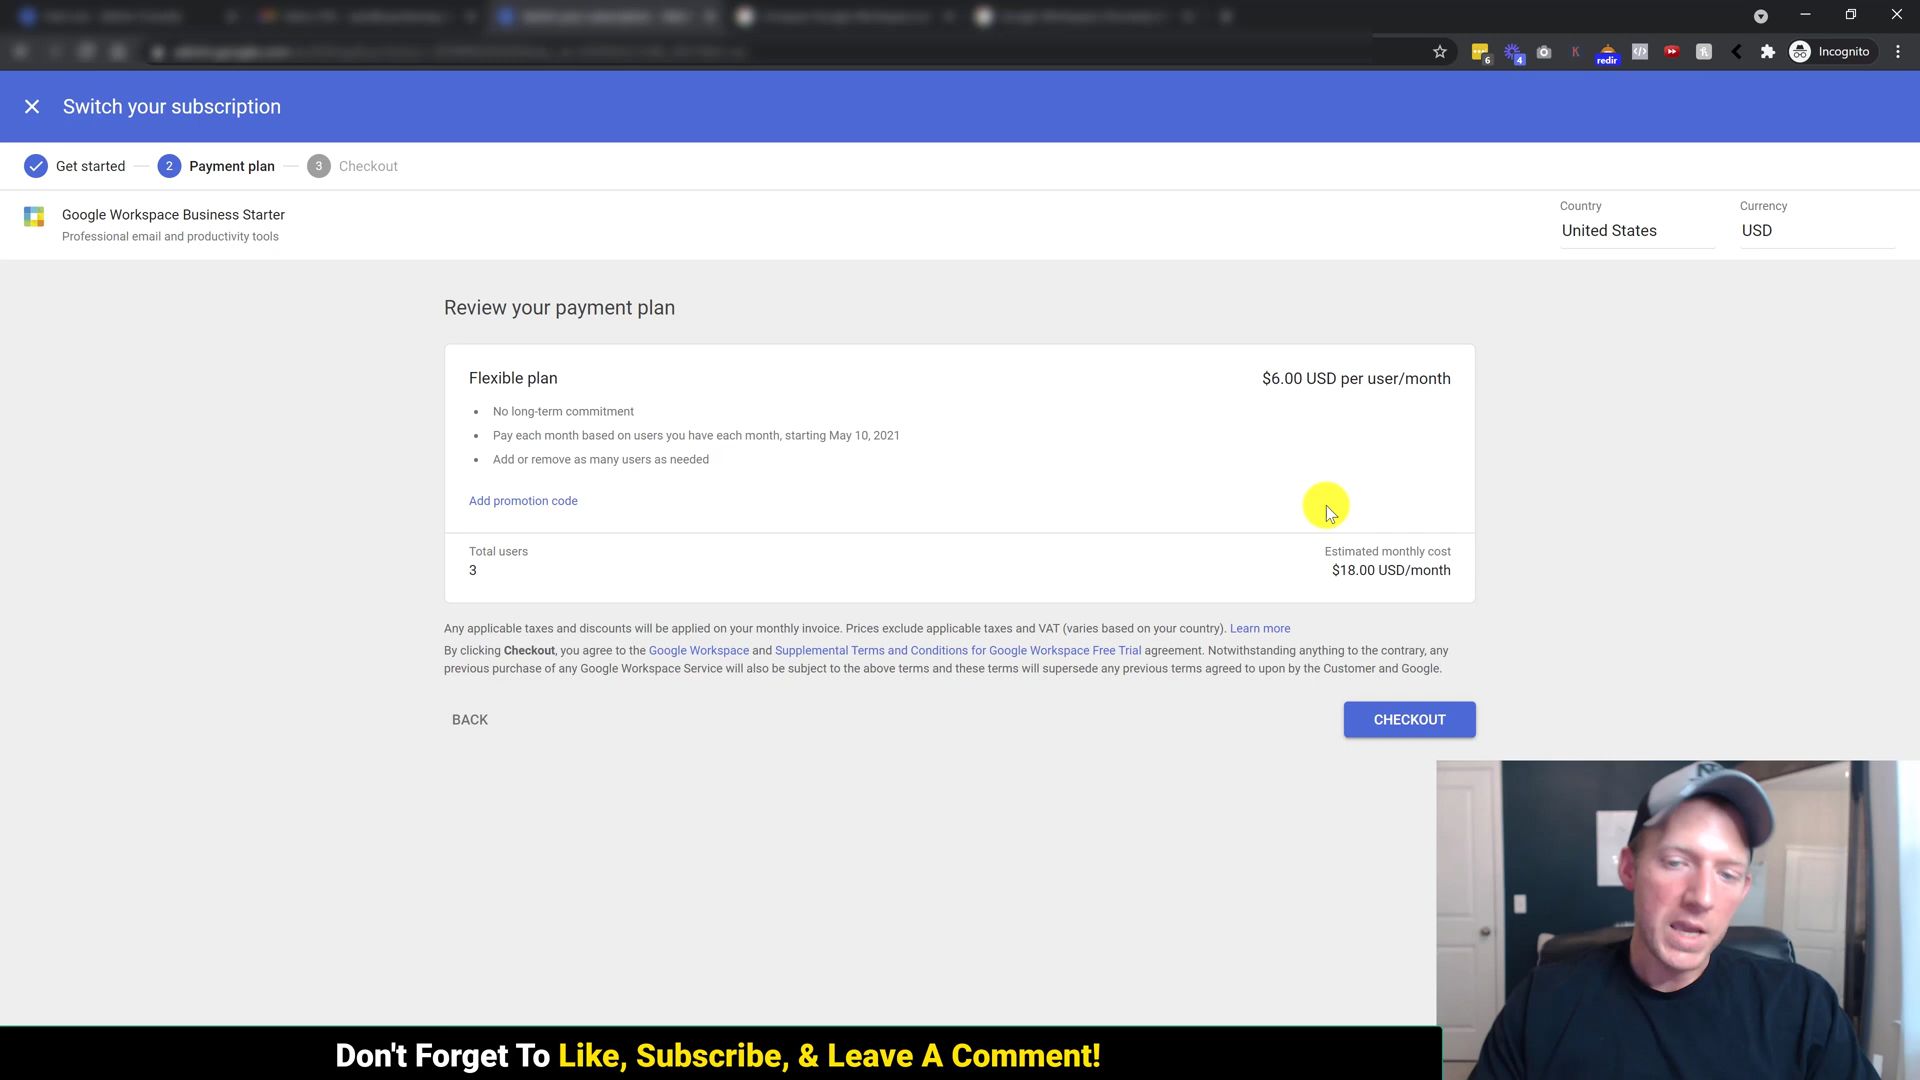 Incognito
6
4
redir
Switch your subscription
Get started
2
Payment plan
3
Checkout
Google Workspace Business Starter
Professional email and productivity tools
Country
United States
Currency
USD
Review your payment plan
Flexible plan
$6.00 USD per user/month
• No long-term commitment
• Pay each month based on users you have each month, starting May 10, 2021
• Add or remove as many users as needed
Add promotion code
Total users
3
Estimated monthly cost
$18.00 USD/month
Any applicable taxes and discounts will be applied on your monthly invoice. Prices exclude applicable taxes and VAT (varies based on your country). Learn more
By clicking Checkout, you agree to the Google Workspace and Supplemental Terms and Conditions for Google Workspace Free Trial agreement. Notwithstanding anything to the contrary, any
previous purchase of any Google Workspace Service will also be subject to the above terms and these terms will supersede any previous terms agreed to upon by the Customer and Google.
BACK
CHECKOUT
Don't Forget To Like, Subscribe, & Leave A Comment!